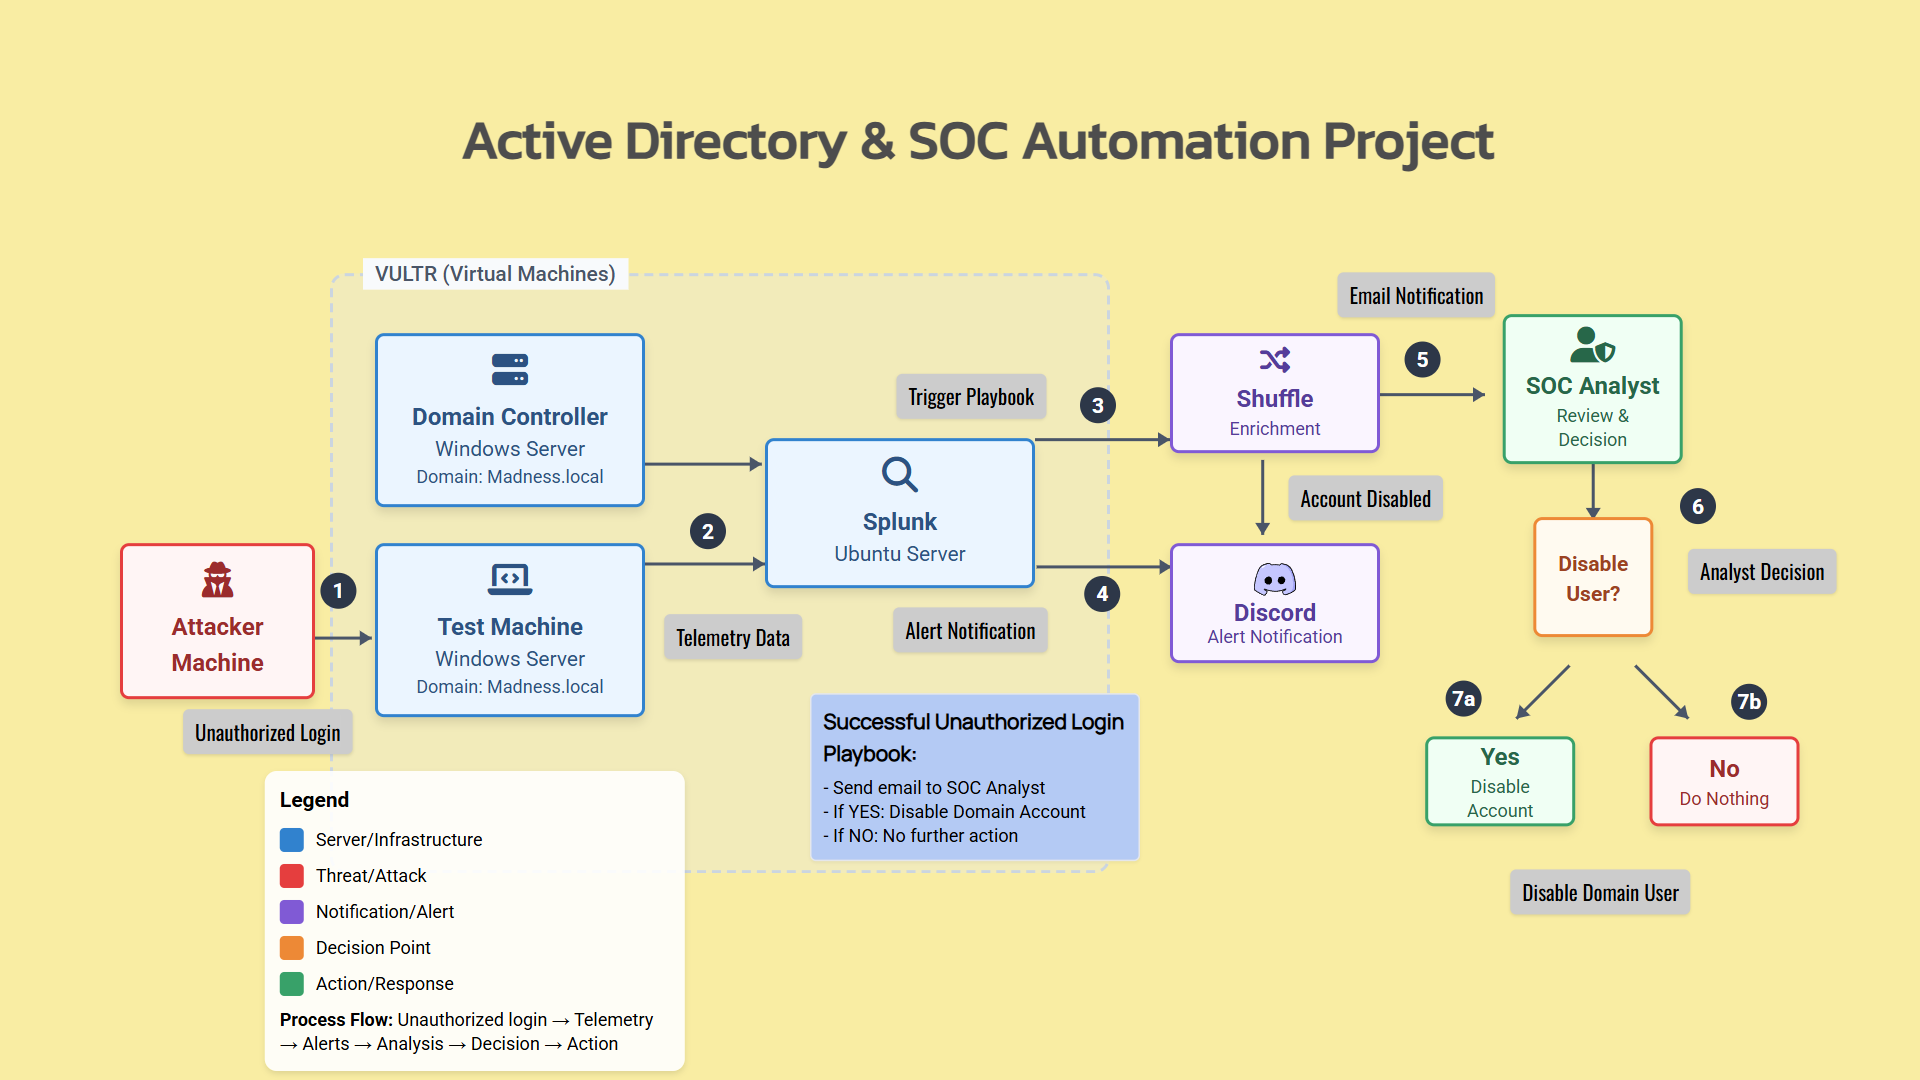 Active Directory & SOC Automation Project
VULTR (Virtual Machines)
Domain Controller
Windows Server
Domain: Madness.local
Attacker
Machine
1
Unauthorized Login
Test Machine
Windows Server
Domain: Madness.local
2
Telemetry Data
Splunk
Ubuntu Server
Trigger Playbook
3
Alert Notification
4
Shuffle
Enrichment
Account Disabled
Discord
Alert Notification
Email Notification
5
SOC Analyst
Review &
Decision
6
Analyst Decision
Disable
User?
7a
7b
Yes
Disable
Account
No
Do Nothing
Disable Domain User
Successful Unauthorized Login
Playbook:
- Send email to SOC Analyst
- If YES: Disable Domain Account
- If NO: No further action
Legend
Server/Infrastructure
Threat/Attack
Notification/Alert
Decision Point
Action/Response
Process Flow: Unauthorized login → Telemetry
→ Alerts → Analysis → Decision → Action